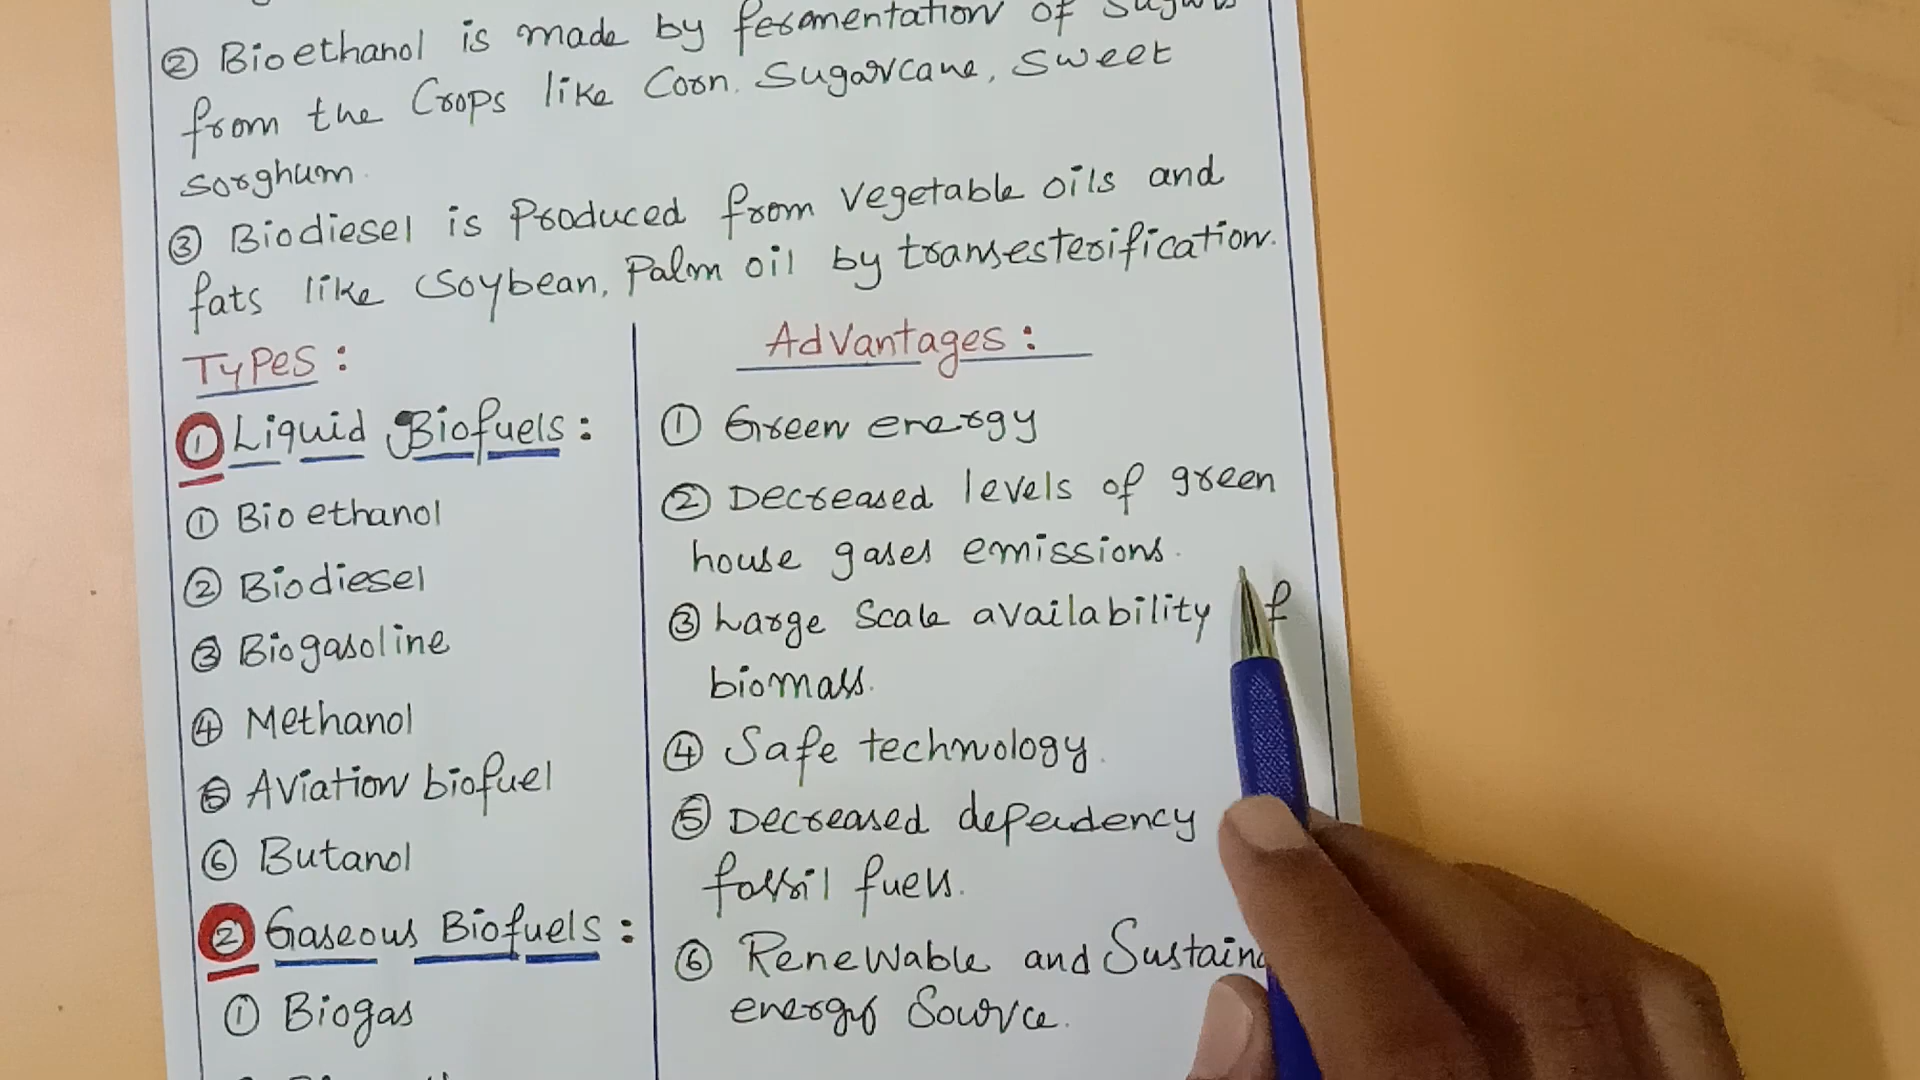 ② Bioethanol is made by fermentation of sugars
from the Crops like Corn, Sugarcane, Sweet
sorghum.
③ Biodiesel is Produced from vegetable oils and
fats like Soybean, Palm oil by transesterification.
Types :
① Liquid Biofuels :
① Bioethanol
② Biodiesel
③ Biogasoline
④ Methanol
⑤ Aviation biofuel
⑥ Butanol
② Gaseous Biofuels :
① Biogas
Advantages :
① Green energy
② Decreased levels of green
house gases emissions.
③ Large Scale availability of
biomass.
④ Safe technology.
⑤ Decreased dependency
fossil fuels.
⑥ Renewable and
energy Source.